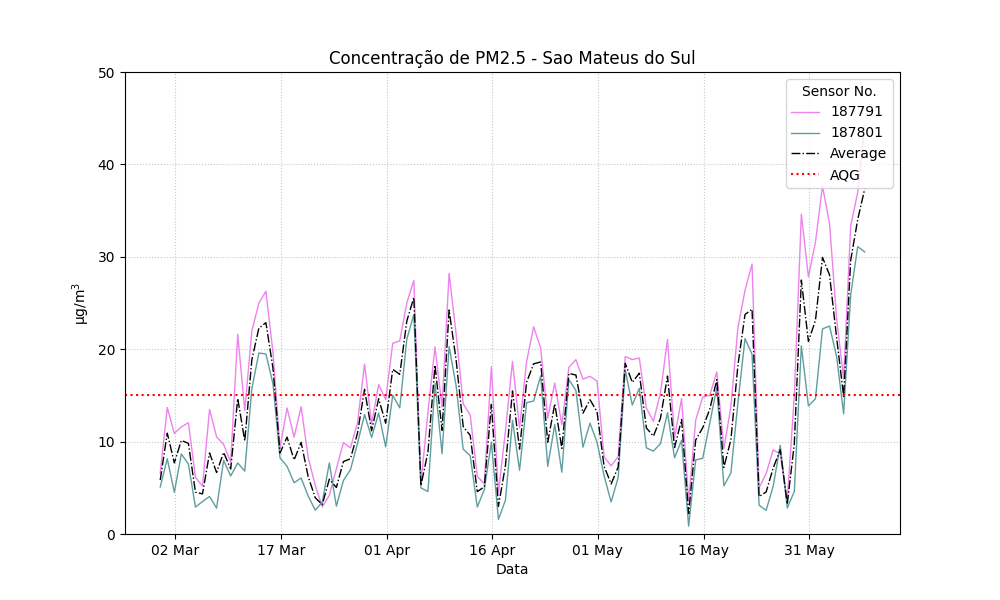 Concentração de PM2.5 - Sao Mateus do Sul
50
40
30
20
10
0
µg/m³
Sensor No.
187791
187801
Average
AQG
02 Mar
17 Mar
01 Apr
16 Apr
01 May
16 May
31 May
Data